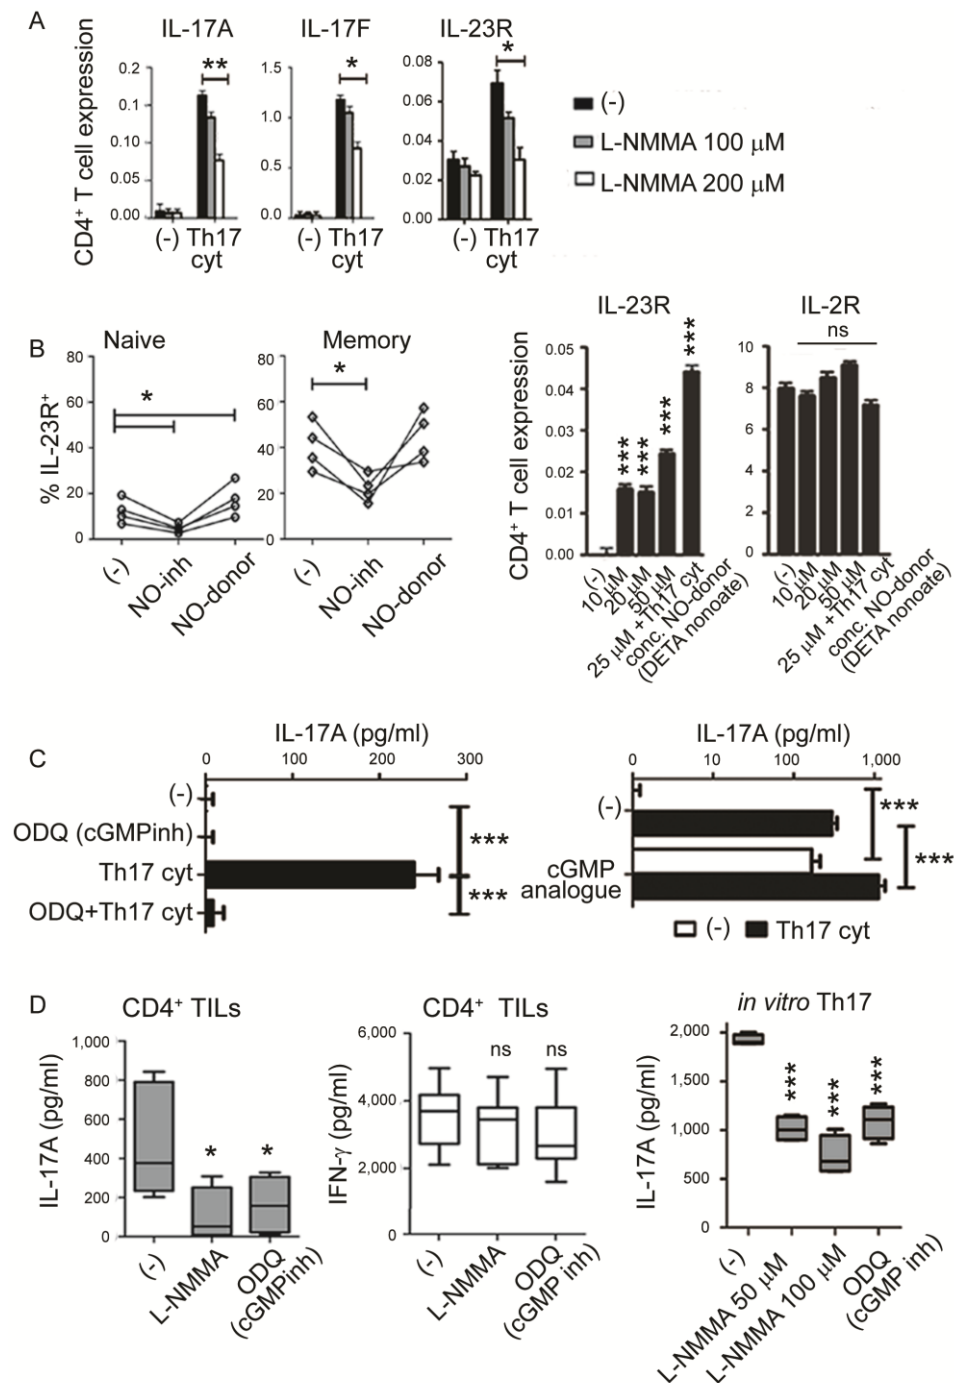 A
IL-17A
IL-17F
IL-23R
CD4⁺ T cell expression
0.2
0.1
0.10
0.05
0.00
**
(-) Th17
cyt
1.5
1.0
0.5
0.0
*
(-) Th17
cyt
0.08
0.06
0.04
0.02
0.00
*
(-) Th17
cyt
(-)
L-NMMA 100 µM
L-NMMA 200 µM
B
Naive
Memory
% IL-23R⁺
80
60
40
20
0
*
(-)
NO-inh
NO-donor
80
60
40
20
0
*
(-)
NO-inh
NO-donor
IL-23R
CD4⁺ T cell expression
0.05
0.04
0.03
0.02
0.01
0.00
***
***
***
***
(-)
10 µM
20 µM
50 µM
25 µM +Th17 cyt
conc. NO-donor
(DETA nonoate)
IL-2R
ns
10
8
6
4
2
0
(-)
10 µM
20 µM
50 µM
25 µM +Th17 cyt
conc. NO-donor
(DETA nonoate)
C
IL-17A (pg/ml)
0 100 200 300
(-)
ODQ (cGMPinh)
Th17 cyt
ODQ+Th17 cyt
***
***
IL-17A (pg/ml)
0 10 100 1,000
(-)
cGMP
analogue
***
***
(-) Th17 cyt
D
CD4⁺ TILs
IL-17A (pg/ml)
1,000
800
600
400
200
0
*
*
(-)
L-NMMA
ODQ
(cGMPinh)
CD4⁺ TILs
IFN-γ (pg/ml)
6,000
4,000
2,000
0
ns
ns
(-)
L-NMMA
ODQ
(cGMP inh)
in vitro Th17
IL-17A (pg/ml)
2,000
1,500
1,000
500
0
***
***
***
(-)
L-NMMA 50 µM
L-NMMA 100 µM
ODQ
(cGMP inh)